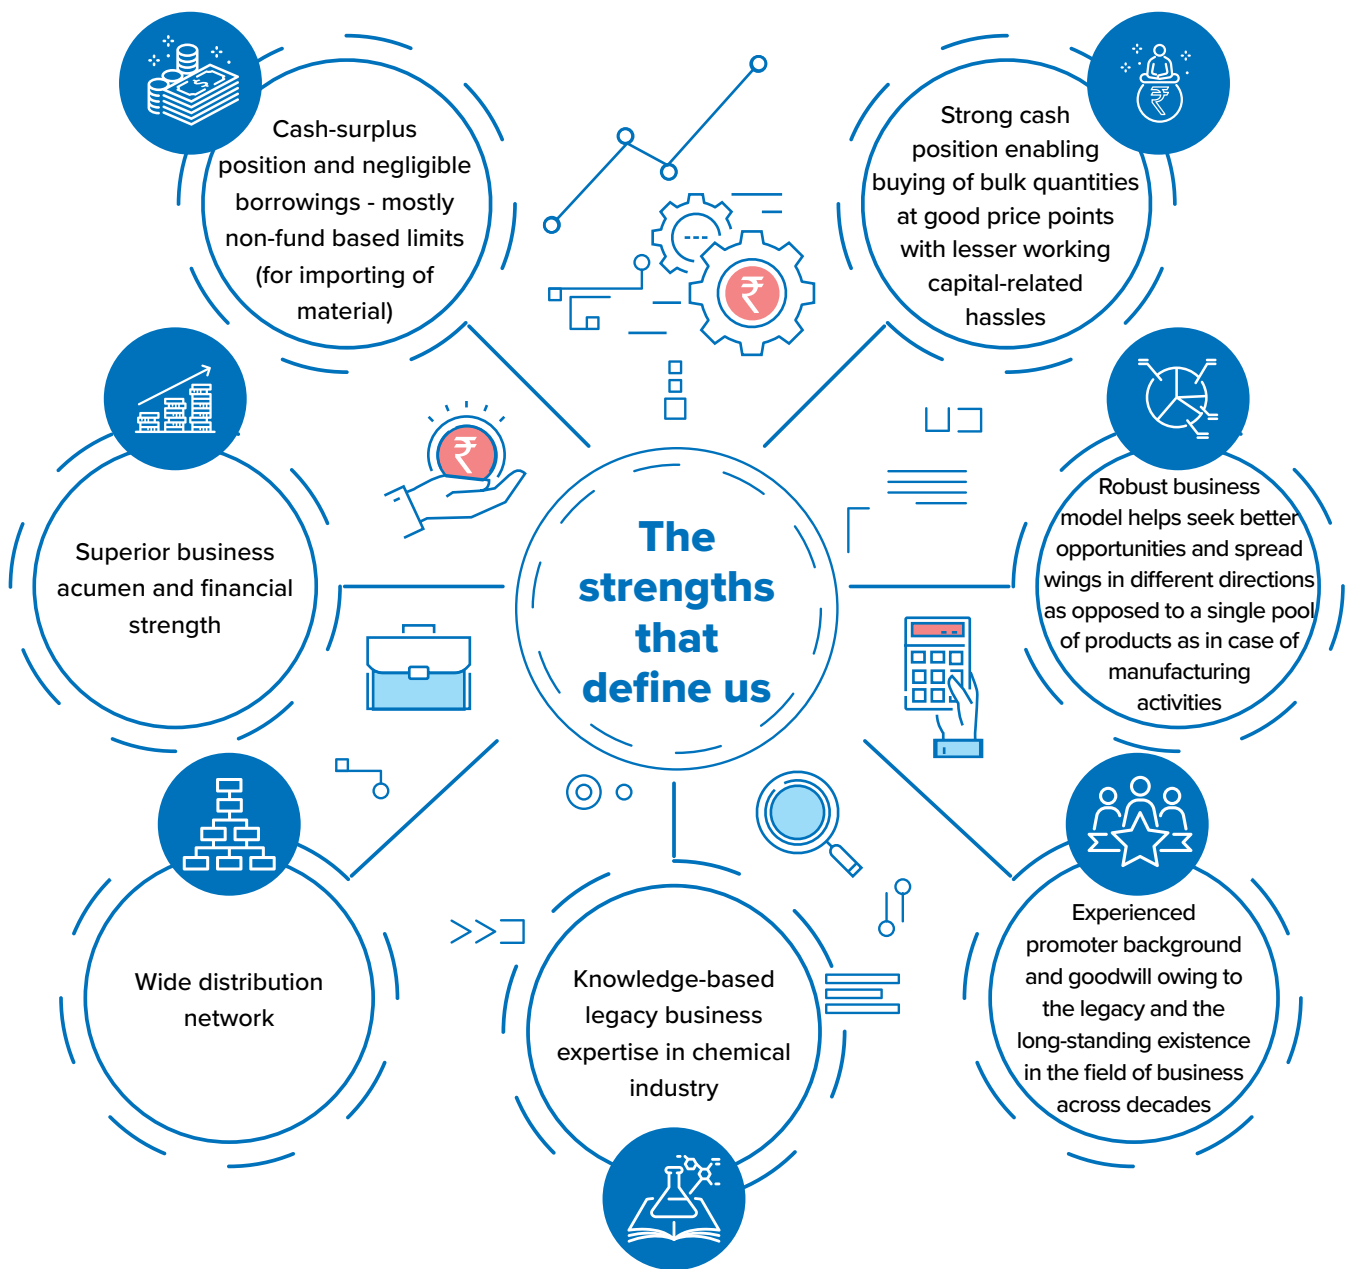 Cash-surplus
position and negligible
borrowings - mostly
non-fund based limits
(for importing of
material)
Strong cash
position enabling
buying of bulk quantities
at good price points
with lesser working
capital-related
hassles
₹
₹
₹
Superior business
acumen and financial
strength
The
strengths
that
define us
Robust business
model helps seek better
opportunities and spread
wings in different directions
as opposed to a single pool
of products as in case of
manufacturing
activities
Wide distribution
network
Knowledge-based
legacy business
expertise in chemical
industry
Experienced
promoter background
and goodwill owing to
the legacy and the
long-standing existence
in the field of business
across decades